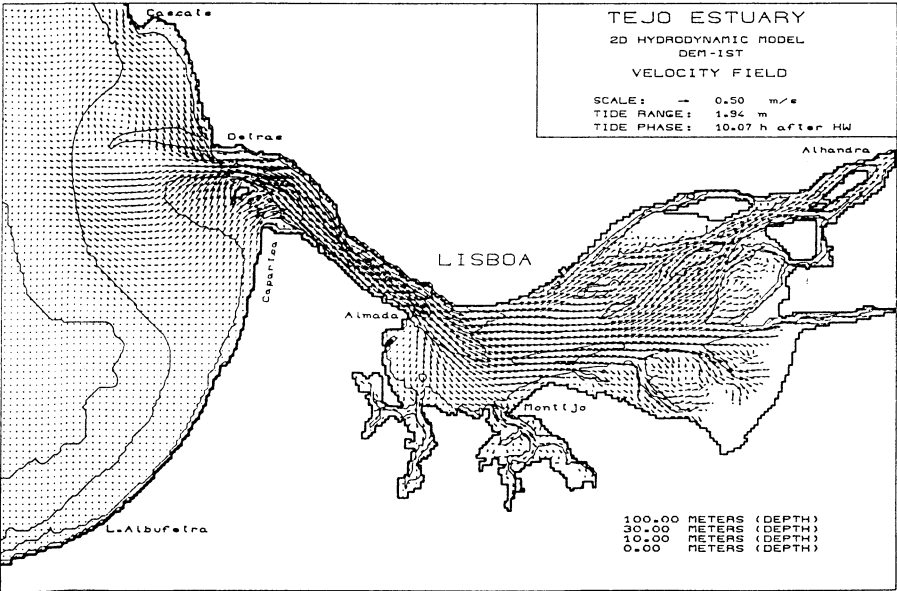 TEJO ESTUARY
2D HYDRODYNAMIC MODEL
DEM-IST
VELOCITY FIELD
SCALE: → 0.50 m/s
TIDE RANGE: 1.94 m
TIDE PHASE: 10.07 h after HW
Cascais
Oeiras
Alhandra
LISBOA
Caparica
Almada
Montijo
L.Albufeira
100.00 METERS (DEPTH)
30.00 METERS (DEPTH)
10.00 METERS (DEPTH)
0.00 METERS (DEPTH)